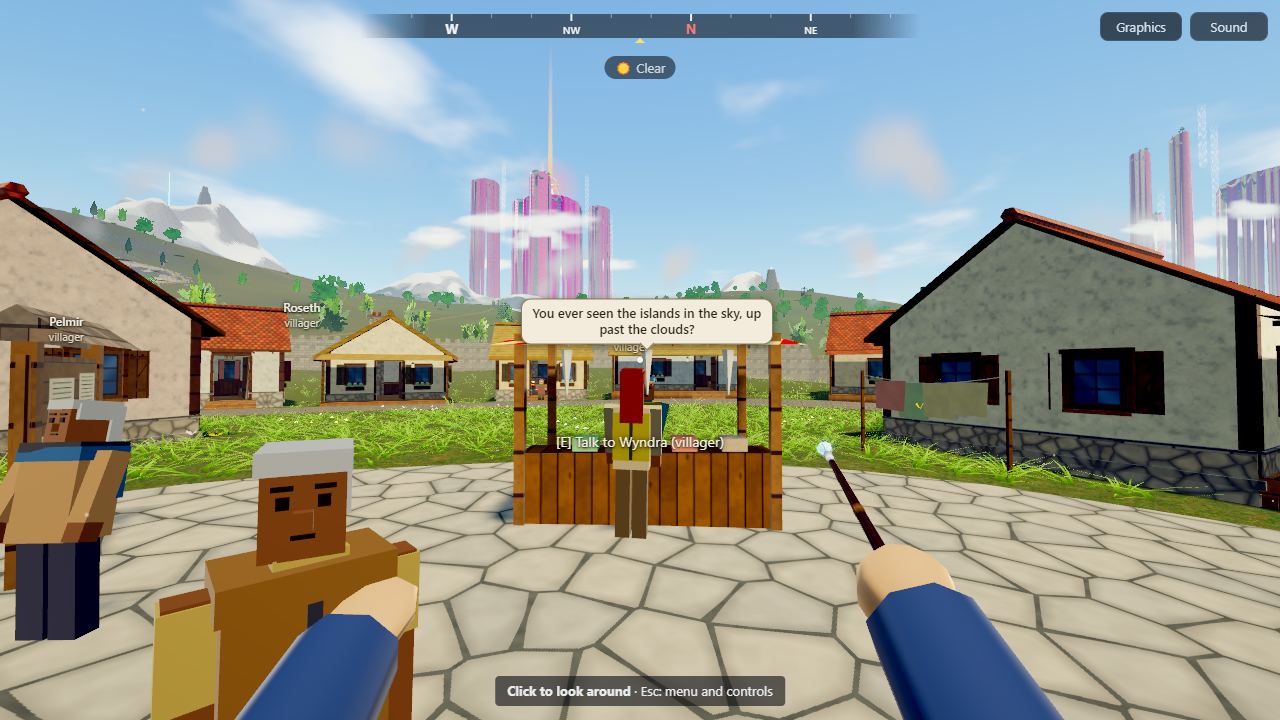 W
NW
N
NE
Graphics
Sound
Clear
You ever seen the islands in the sky, up
past the clouds?
Roseth
villager
Pelmir
villager
village
[E] Talk to Wyndra (villager)
Click to look around · Esc: menu and controls